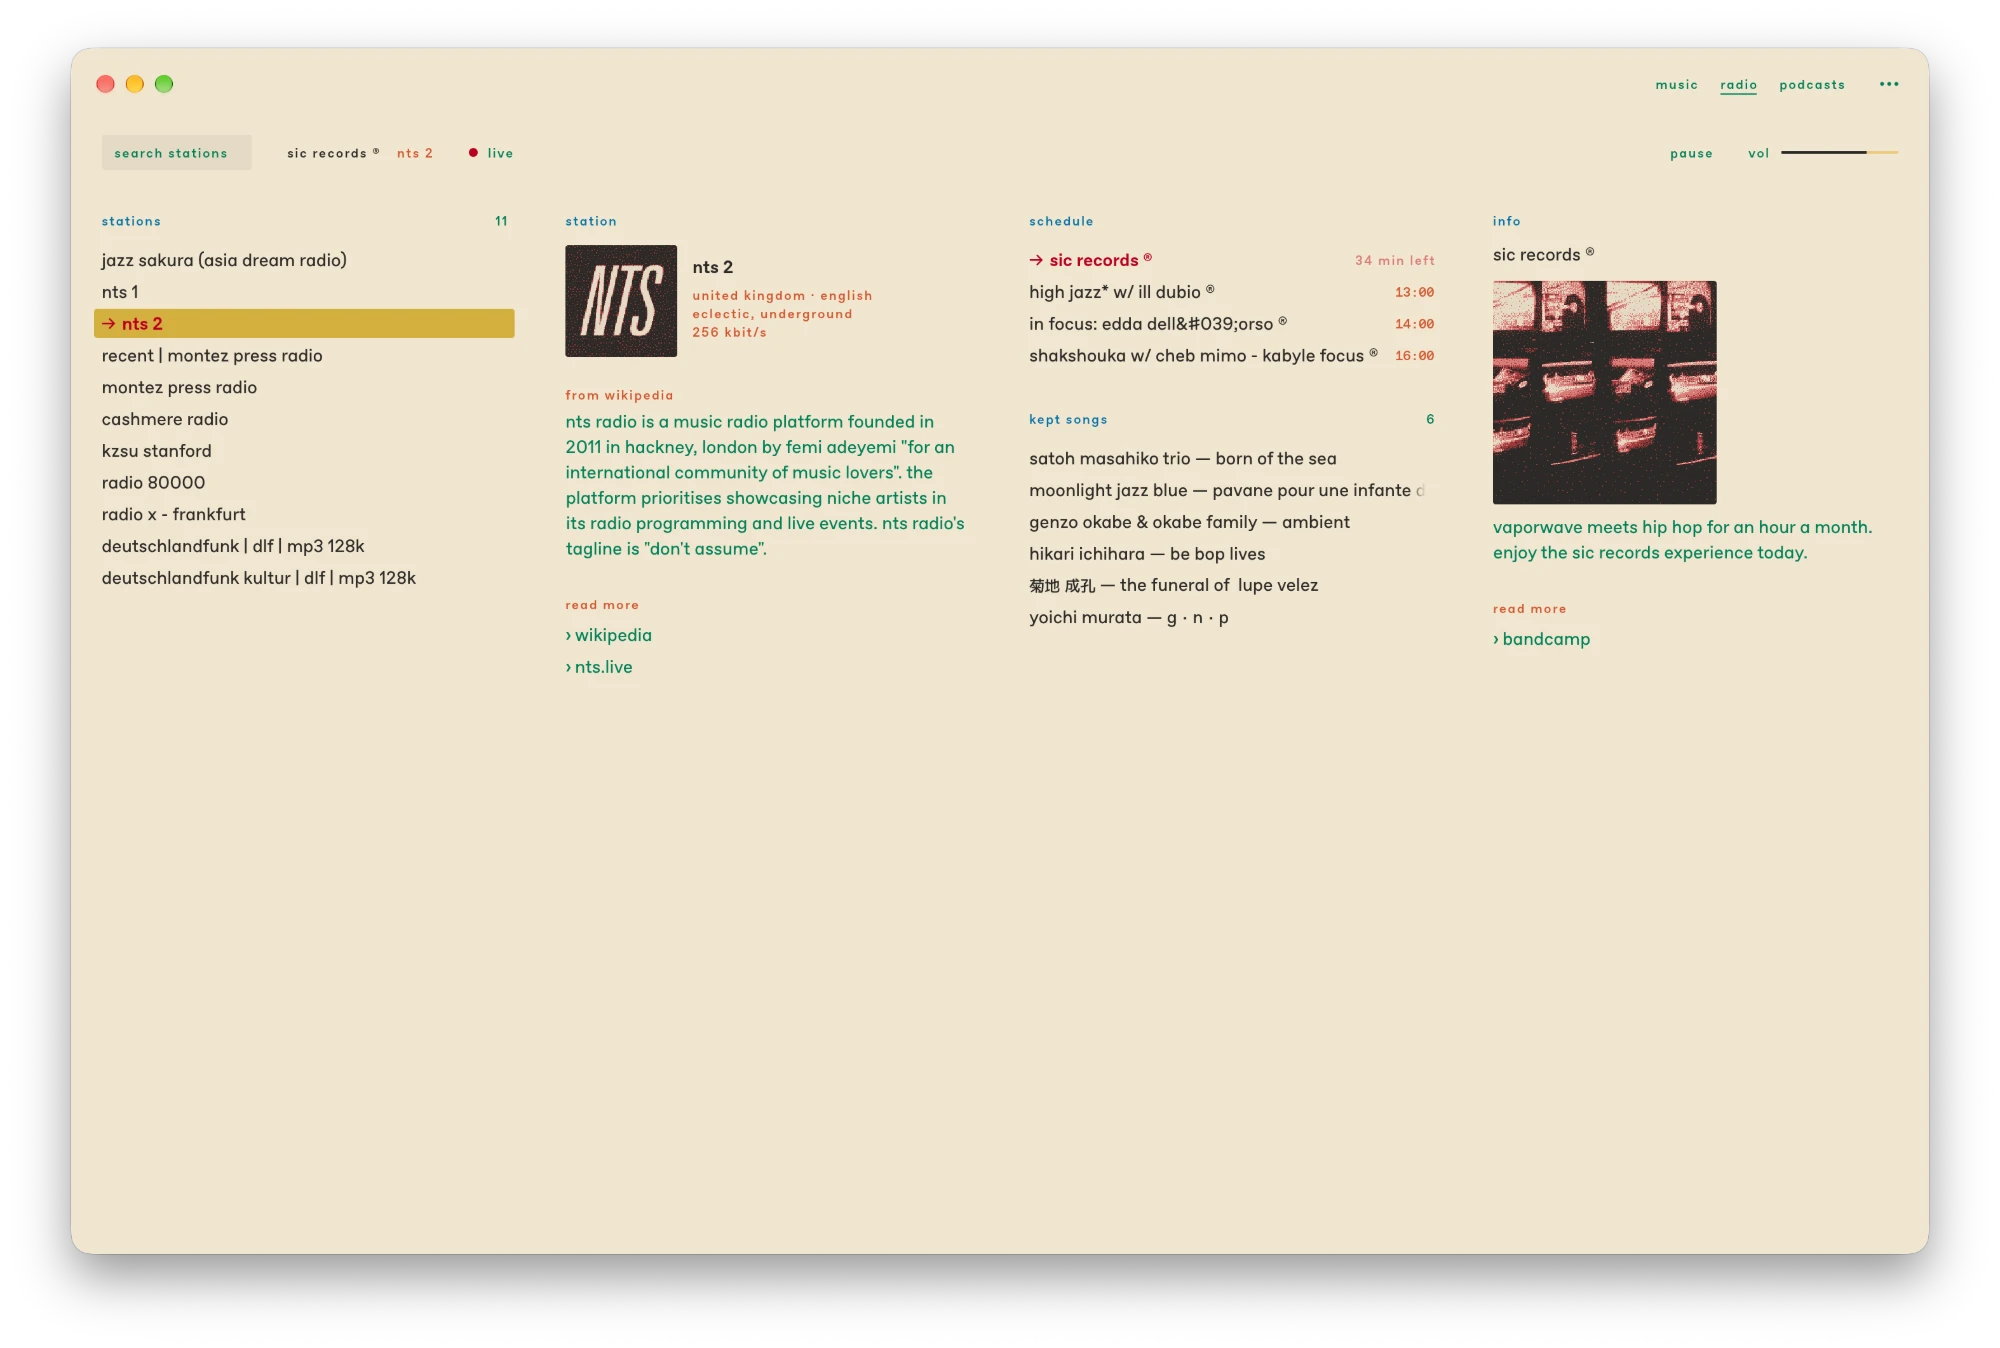 music radio podcasts •••
search stations sic records ® nts 2 live pause vol
stations 11
jazz sakura (asia dream radio)
nts 1
→ nts 2
recent | montez press radio
montez press radio
cashmere radio
kzsu stanford
radio 80000
radio x - frankfurt
deutschlandfunk | dlf | mp3 128k
deutschlandfunk kultur | dlf | mp3 128k
station
NTS
nts 2
united kingdom · english
eclectic, underground
256 kbit/s
from wikipedia
nts radio is a music radio platform founded in
2011 in hackney, london by femi adeyemi "for an
international community of music lovers". the
platform prioritises showcasing niche artists in
its radio programming and live events. nts radio's
tagline is "don't assume".
read more
› wikipedia
› nts.live
schedule
→ sic records ® 34 min left
high jazz* w/ ill dubio ® 13:00
in focus: edda dell&#039;orso ® 14:00
shakshouka w/ cheb mimo - kabyle focus ® 16:00
kept songs 6
satoh masahiko trio — born of the sea
moonlight jazz blue — pavane pour une infante d
genzo okabe & okabe family — ambient
hikari ichihara — be bop lives
菊地 成孔 — the funeral of  lupe velez
yoichi murata — g · n · p
info
sic records ®
vaporwave meets hip hop for an hour a month.
enjoy the sic records experience today.
read more
› bandcamp